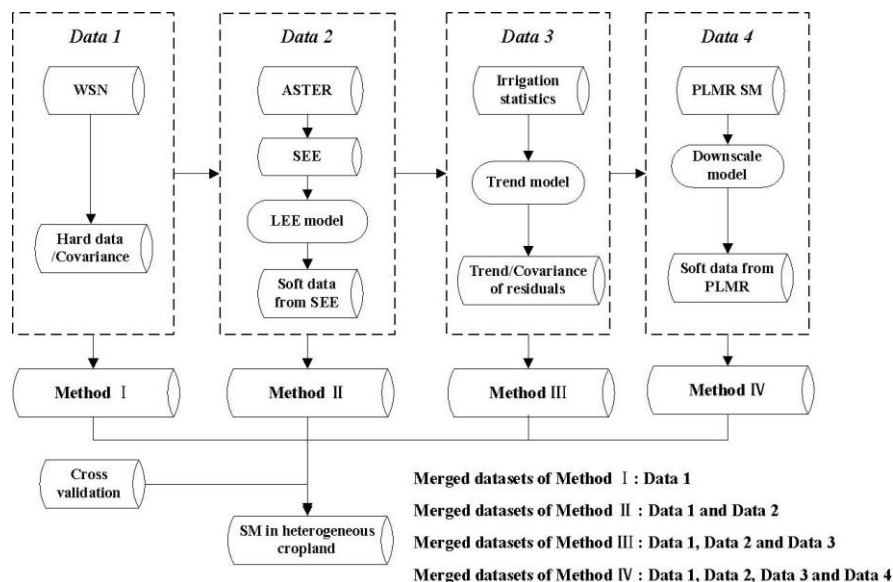 Data 1
Data 2
Data 3
Data 4
WSN
Hard data
/Covariance
ASTER
SEE
LEE model
Soft data
from SEE
Irrigation
statistics
Trend model
Trend/Covariance
of residuals
PLMR SM
Downscale
model
Soft data from
PLMR
Method Ⅰ
Method Ⅱ
Method Ⅲ
Method Ⅳ
Cross
validation
SM in heterogeneous
cropland
Merged datasets of Method Ⅰ : Data 1
Merged datasets of Method Ⅱ : Data 1 and Data 2
Merged datasets of Method Ⅲ : Data 1, Data 2 and Data 3
Merged datasets of Method Ⅳ : Data 1, Data 2, Data 3 and Data 4